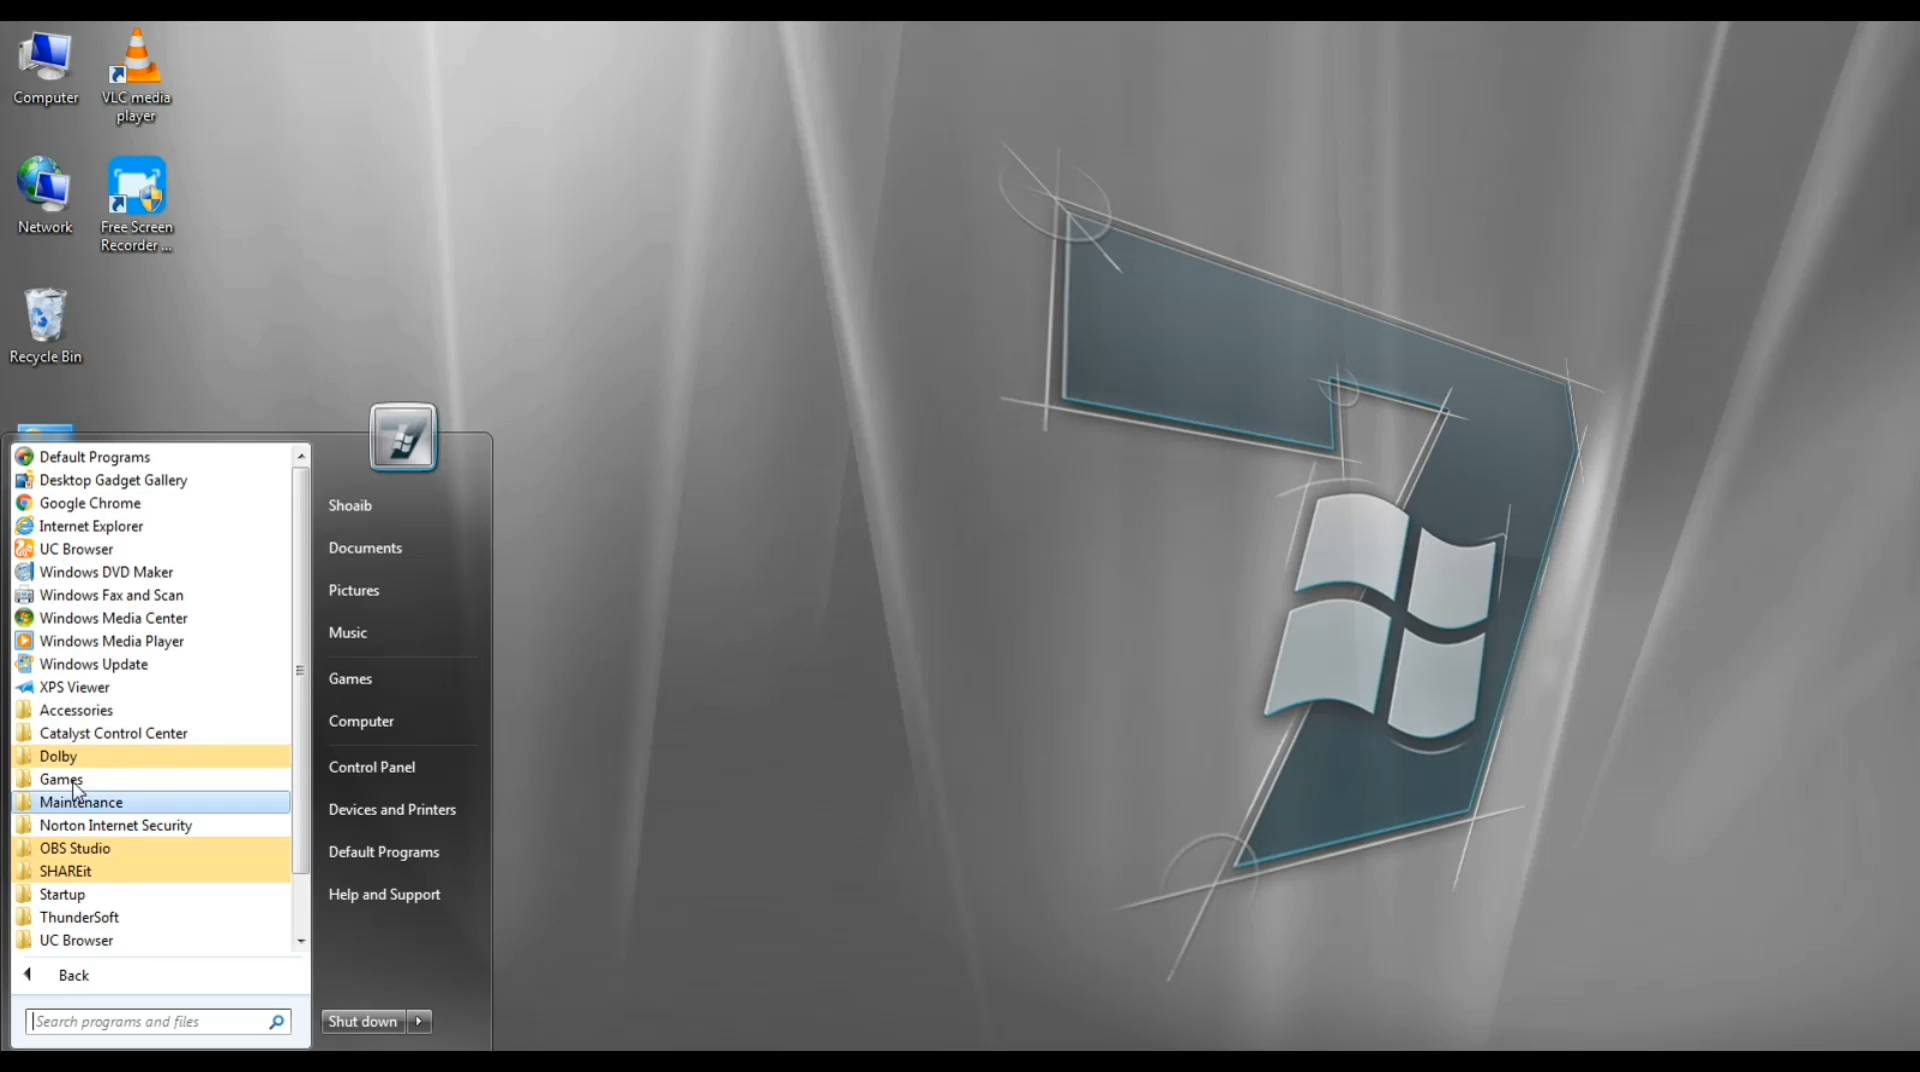 Computer
VLC media
player
Network
Free Screen
Recorder ...
Recycle Bin
Default Programs
Desktop Gadget Gallery
Google Chrome
Internet Explorer
UC Browser
Windows DVD Maker
Windows Fax and Scan
Windows Media Center
Windows Media Player
Windows Update
XPS Viewer
Accessories
Catalyst Control Center
Dolby
Games
Maintenance
Norton Internet Security
OBS Studio
SHAREit
Startup
ThunderSoft
UC Browser
Back
Search programs and files
Shoaib
Documents
Pictures
Music
Games
Computer
Control Panel
Devices and Printers
Default Programs
Help and Support
Shut down